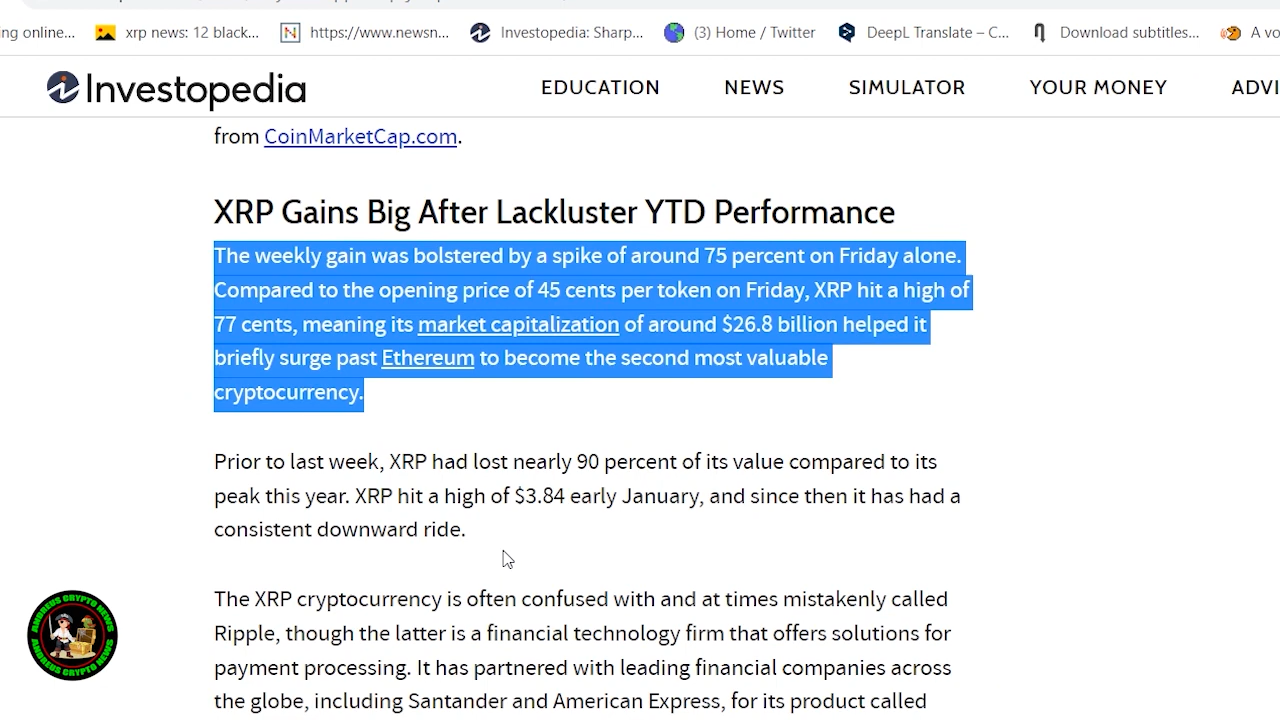 ng online...
xrp news: 12 black...
https://www.newsn...
Investopedia: Sharp...
(3) Home / Twitter
DeepL Translate – C...
Download subtitles...
A vo
Investopedia
EDUCATION
NEWS
SIMULATOR
YOUR MONEY
ADVI
from CoinMarketCap.com.
XRP Gains Big After Lackluster YTD Performance
The weekly gain was bolstered by a spike of around 75 percent on Friday alone.
Compared to the opening price of 45 cents per token on Friday, XRP hit a high of
77 cents, meaning its market capitalization of around $26.8 billion helped it
briefly surge past Ethereum to become the second most valuable
cryptocurrency.
Prior to last week, XRP had lost nearly 90 percent of its value compared to its
peak this year. XRP hit a high of $3.84 early January, and since then it has had a
consistent downward ride.
The XRP cryptocurrency is often confused with and at times mistakenly called
Ripple, though the latter is a financial technology firm that offers solutions for
payment processing. It has partnered with leading financial companies across
the globe, including Santander and American Express, for its product called
ANDREUS CRYPTO NEWS
ANDREUS CRYPTO NEWS